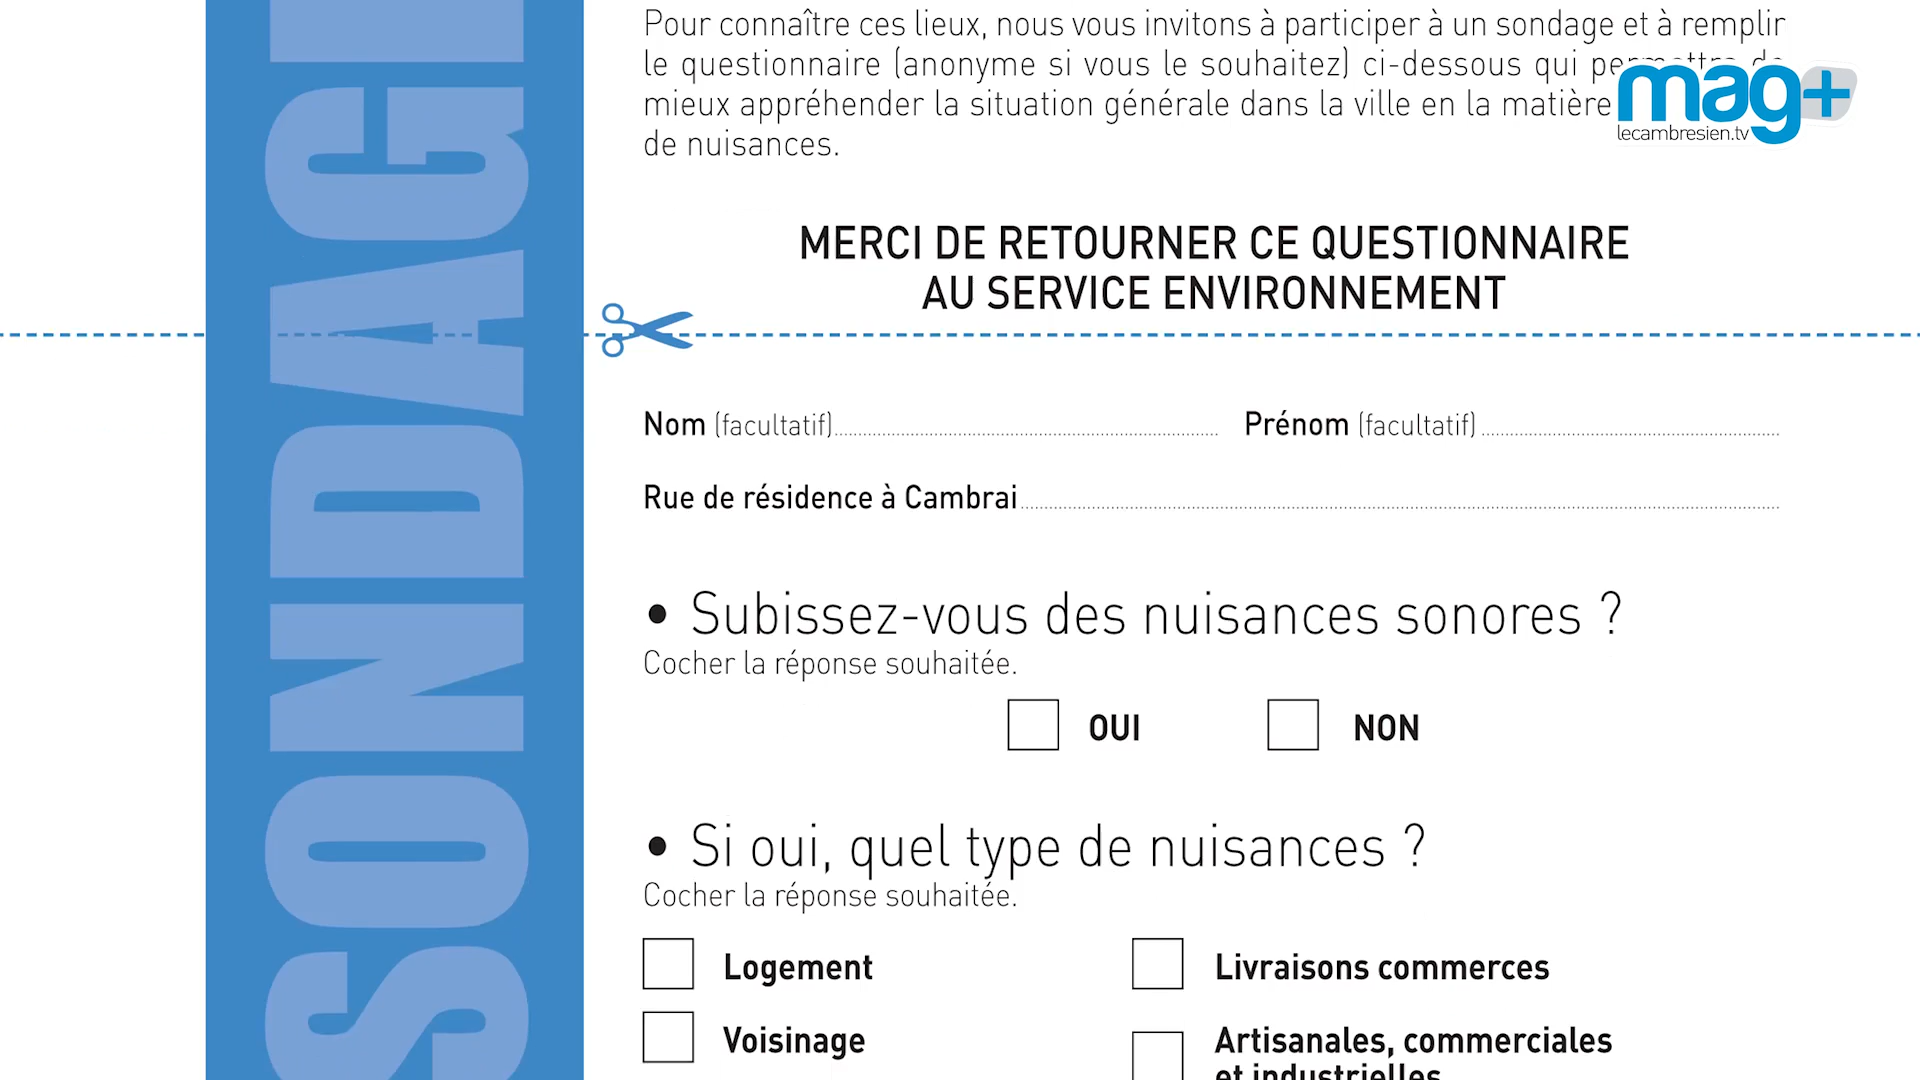 Pour connaître ces lieux, nous vous invitons à participer à un sondage et à remplir
le questionnaire (anonyme si vous le souhaitez) ci-dessous qui permettra de
mieux appréhender la situation générale dans la ville en la matière
de nuisances.
mag+
lecambresien.tv
MERCI DE RETOURNER CE QUESTIONNAIRE
AU SERVICE ENVIRONNEMENT
SONDAGE
Nom (facultatif) Prénom (facultatif)
Rue de résidence à Cambrai
• Subissez-vous des nuisances sonores ?
Cocher la réponse souhaitée.
OUI NON
• Si oui, quel type de nuisances ?
Cocher la réponse souhaitée.
Logement Livraisons commerces
Voisinage Artisanales, commerciales
et industrielles